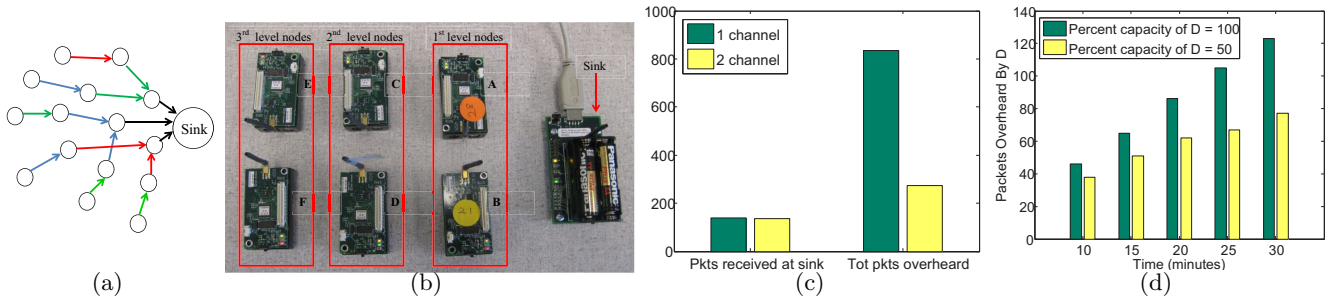 Sink
(a)
3rd level nodes
2nd level nodes
1st level nodes
Sink
E
C
A
F
D
B
21
Panasonic
(b)
1000
800
600
400
200
0
1 channel
2 channel
Pkts received at sink
Tot pkts overheard
(c)
140
120
100
80
60
40
20
0
Packets Overheard By D
Percent capacity of D = 100
Percent capacity of D = 50
10
15
20
25
30
Time (minutes)
(d)